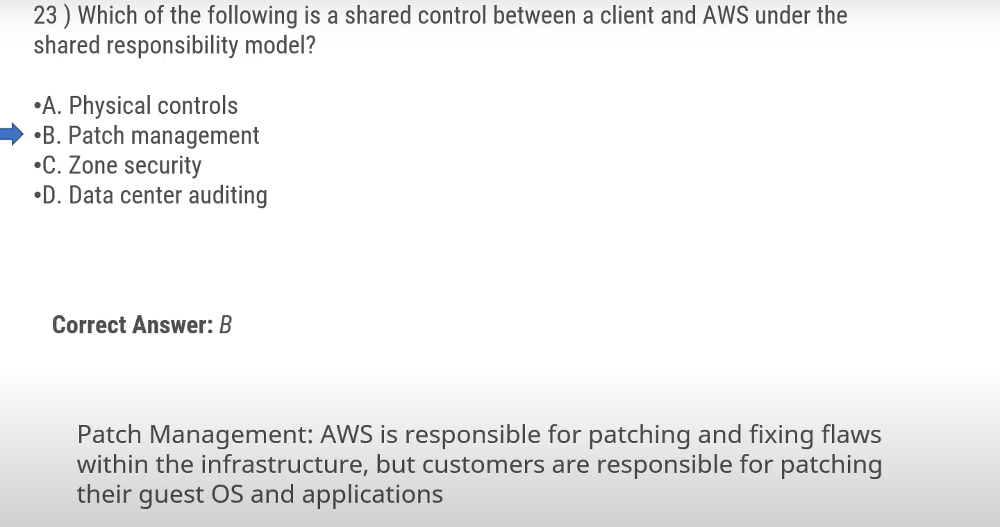 23 ) Which of the following is a shared control between a client and AWS under the
shared responsibility model?
•A. Physical controls
•B. Patch management
•C. Zone security
•D. Data center auditing
Correct Answer: B
Patch Management: AWS is responsible for patching and fixing flaws
within the infrastructure, but customers are responsible for patching
their guest OS and applications